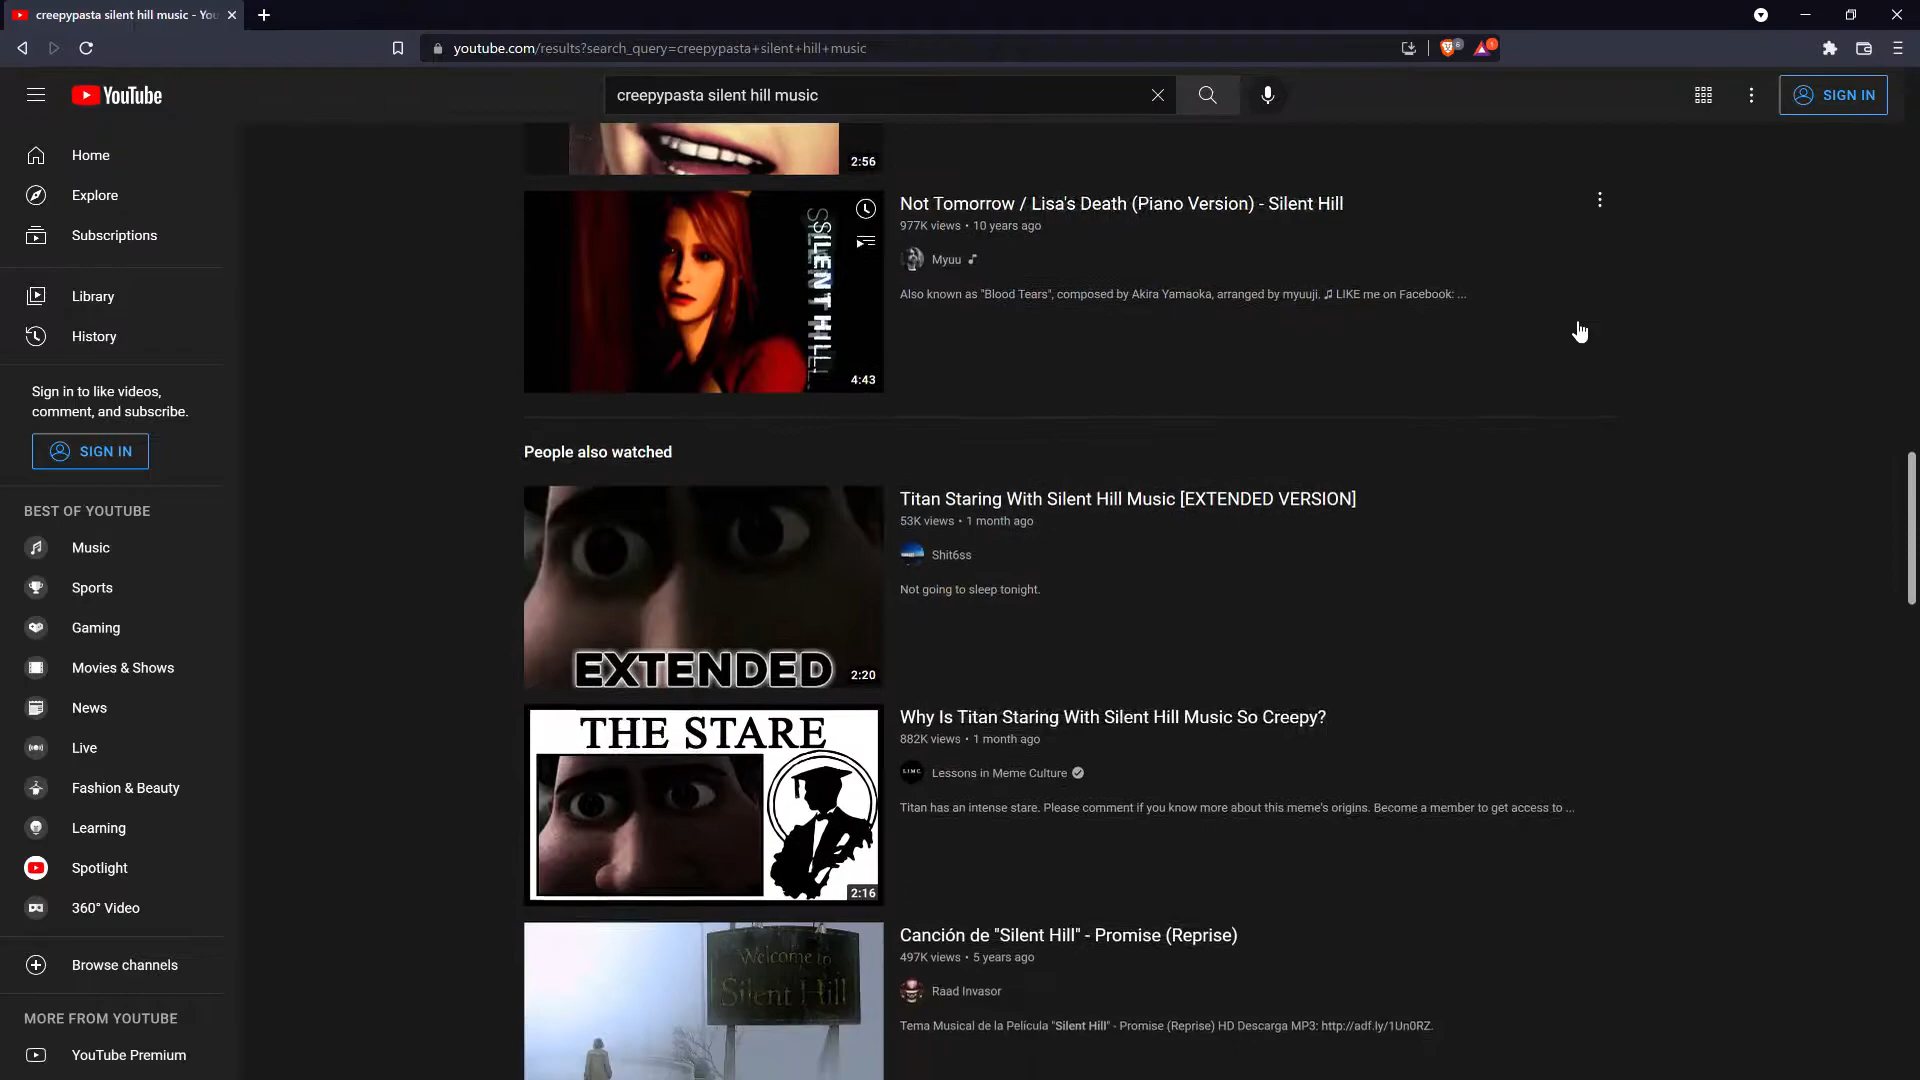 creepypasta silent hill music - You
youtube.com/results?search_query=creepypasta+silent+hill+music
6
1
YouTube
creepypasta silent hill music
SIGN IN
Home
Explore
Subscriptions
Library
History
Sign in to like videos,
comment, and subscribe.
SIGN IN
BEST OF YOUTUBE
Music
Sports
Gaming
Movies & Shows
News
Live
Fashion & Beauty
Learning
Spotlight
360° Video
Browse channels
MORE FROM YOUTUBE
YouTube Premium
2:56
SILENT HILL
4:43
Not Tomorrow / Lisa's Death (Piano Version) - Silent Hill
977K views • 10 years ago
Myuu
Also known as "Blood Tears", composed by Akira Yamaoka, arranged by myuuji. ♫ LIKE me on Facebook: ...
People also watched
EXTENDED
2:20
Titan Staring With Silent Hill Music [EXTENDED VERSION]
53K views • 1 month ago
Shit6ss
Not going to sleep tonight.
THE STARE
2:16
Why Is Titan Staring With Silent Hill Music So Creepy?
882K views • 1 month ago
LIMC
Lessons in Meme Culture
Titan has an intense stare. Please comment if you know more about this meme's origins. Become a member to get access to ...
Welcome to
Silent Hill
Canción de "Silent Hill" - Promise (Reprise)
497K views • 5 years ago
Raad Invasor
Tema Musical de la Película "Silent Hill" - Promise (Reprise) HD Descarga MP3: http://adf.ly/1Un0RZ.